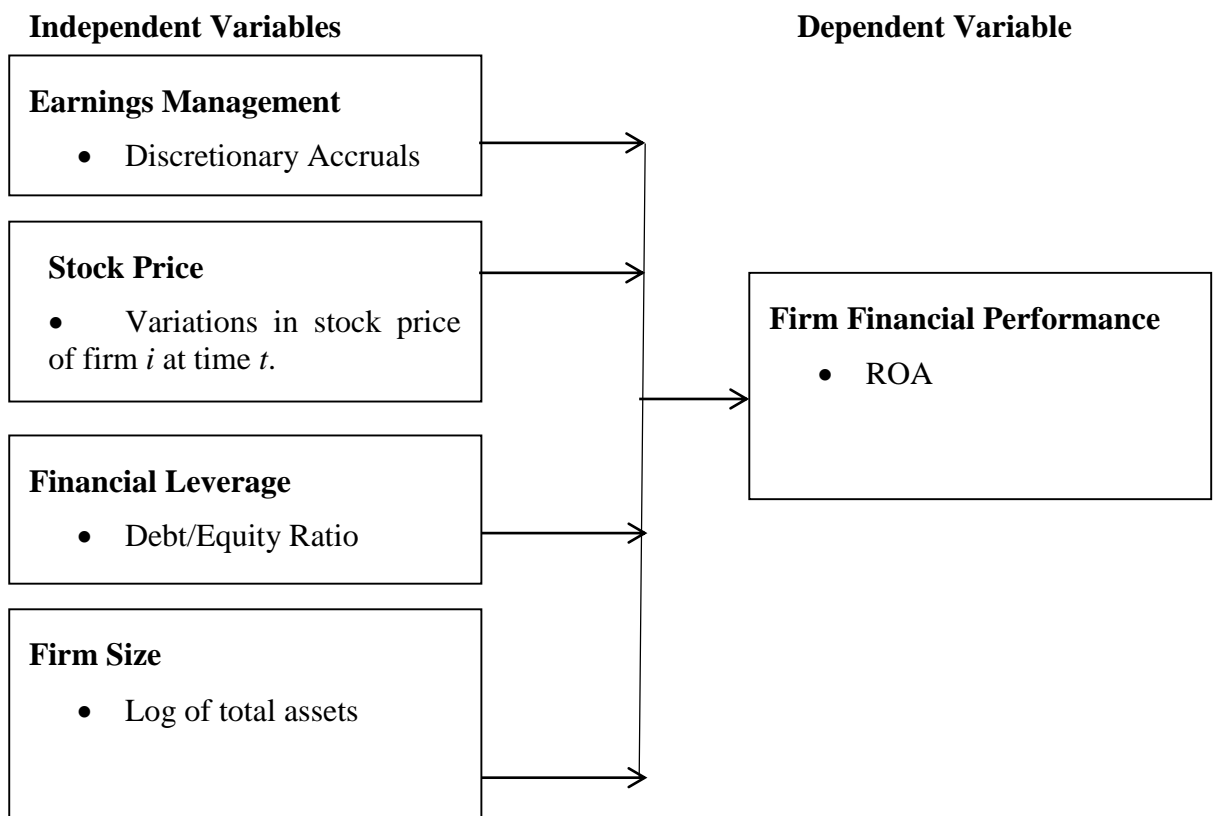 Independent Variables
Dependent Variable
Earnings Management
• Discretionary Accruals
Stock Price
• Variations in stock price
of firm i at time t.
Firm Financial Performance
• ROA
Financial Leverage
• Debt/Equity Ratio
Firm Size
• Log of total assets